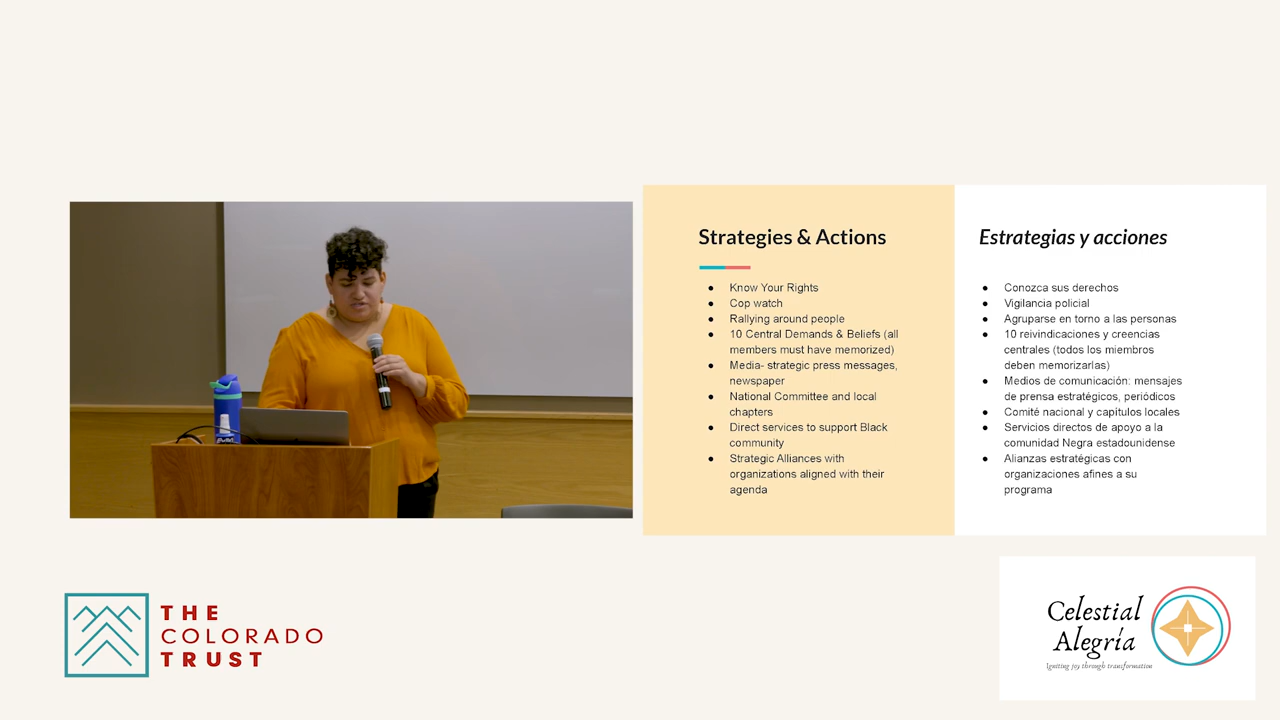 Strategies & Actions
● Know Your Rights
● Cop watch
● Rallying around people
● 10 Central Demands & Beliefs (all
members must have memorized)
● Media- strategic press messages,
newspaper
● National Committee and local
chapters
● Direct services to support Black
community
● Strategic Alliances with
organizations aligned with their
agenda
Estrategias y acciones
● Conozca sus derechos
● Vigilancia policial
● Agruparse en torno a las personas
● 10 reivindicaciones y creencias
centrales (todos los miembros
deben memorizarlas)
● Medios de comunicación: mensajes
de prensa estratégicos, periódicos
● Comité nacional y capítulos locales
● Servicios directos de apoyo a la
comunidad Negra estadounidense
● Alianzas estratégicas con
organizaciones afines a su
programa
THE
COLORADO
TRUST
Celestial
Alegría
Igniting joy through transformation